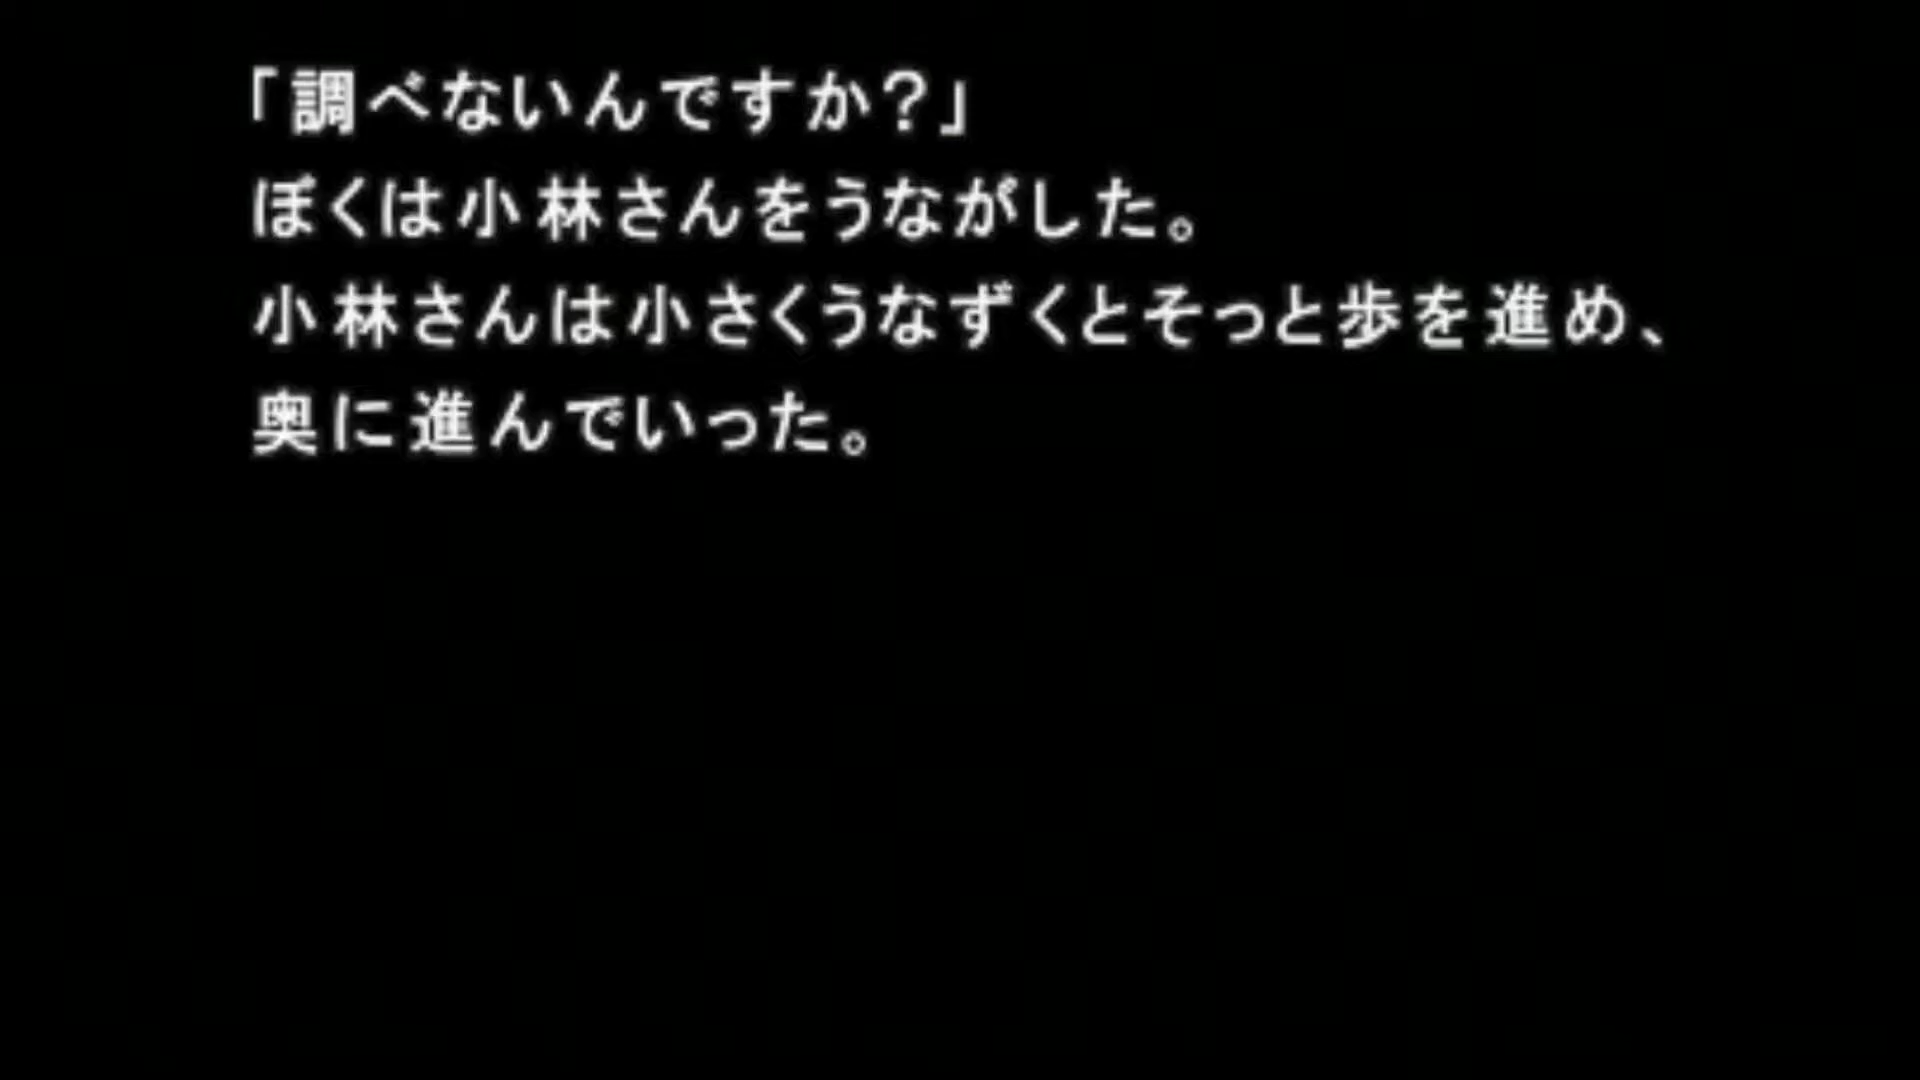 「調べないんですか？」
ぼくは小林さんをうながした。
小林さんは小さくうなずくとそっと歩を進め、
奥に進んでいった。